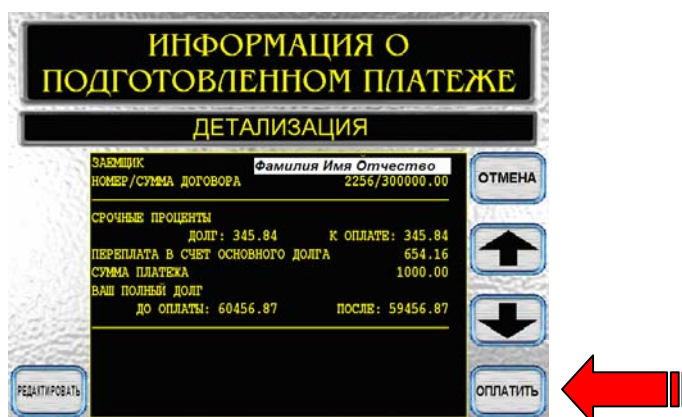 ИНФОРМАЦИЯ О
ПОДГОТОВЛЕННОМ ПЛАТЕЖЕ
ДЕТАЛИЗАЦИЯ
ЗАЕМЩИК Фамилия Имя Отчество
НОМЕР/СУММА ДОГОВОРА 2256/300000.00
ОТМЕНА
СРОЧНЫЕ ПРОЦЕНТЫ
ДОЛГ: 345.84 К ОПЛАТЕ: 345.84
ПЕРЕПЛАТА В СЧЕТ ОСНОВНОГО ДОЛГА 654.16
СУММА ПЛАТЕЖА 1000.00
ВАШ ПОЛНЫЙ ДОЛГ
ДО ОПЛАТЫ: 60456.87 ПОСЛЕ: 59456.87
РЕДАКТИРОВАТЬ
ОПЛАТИТЬ